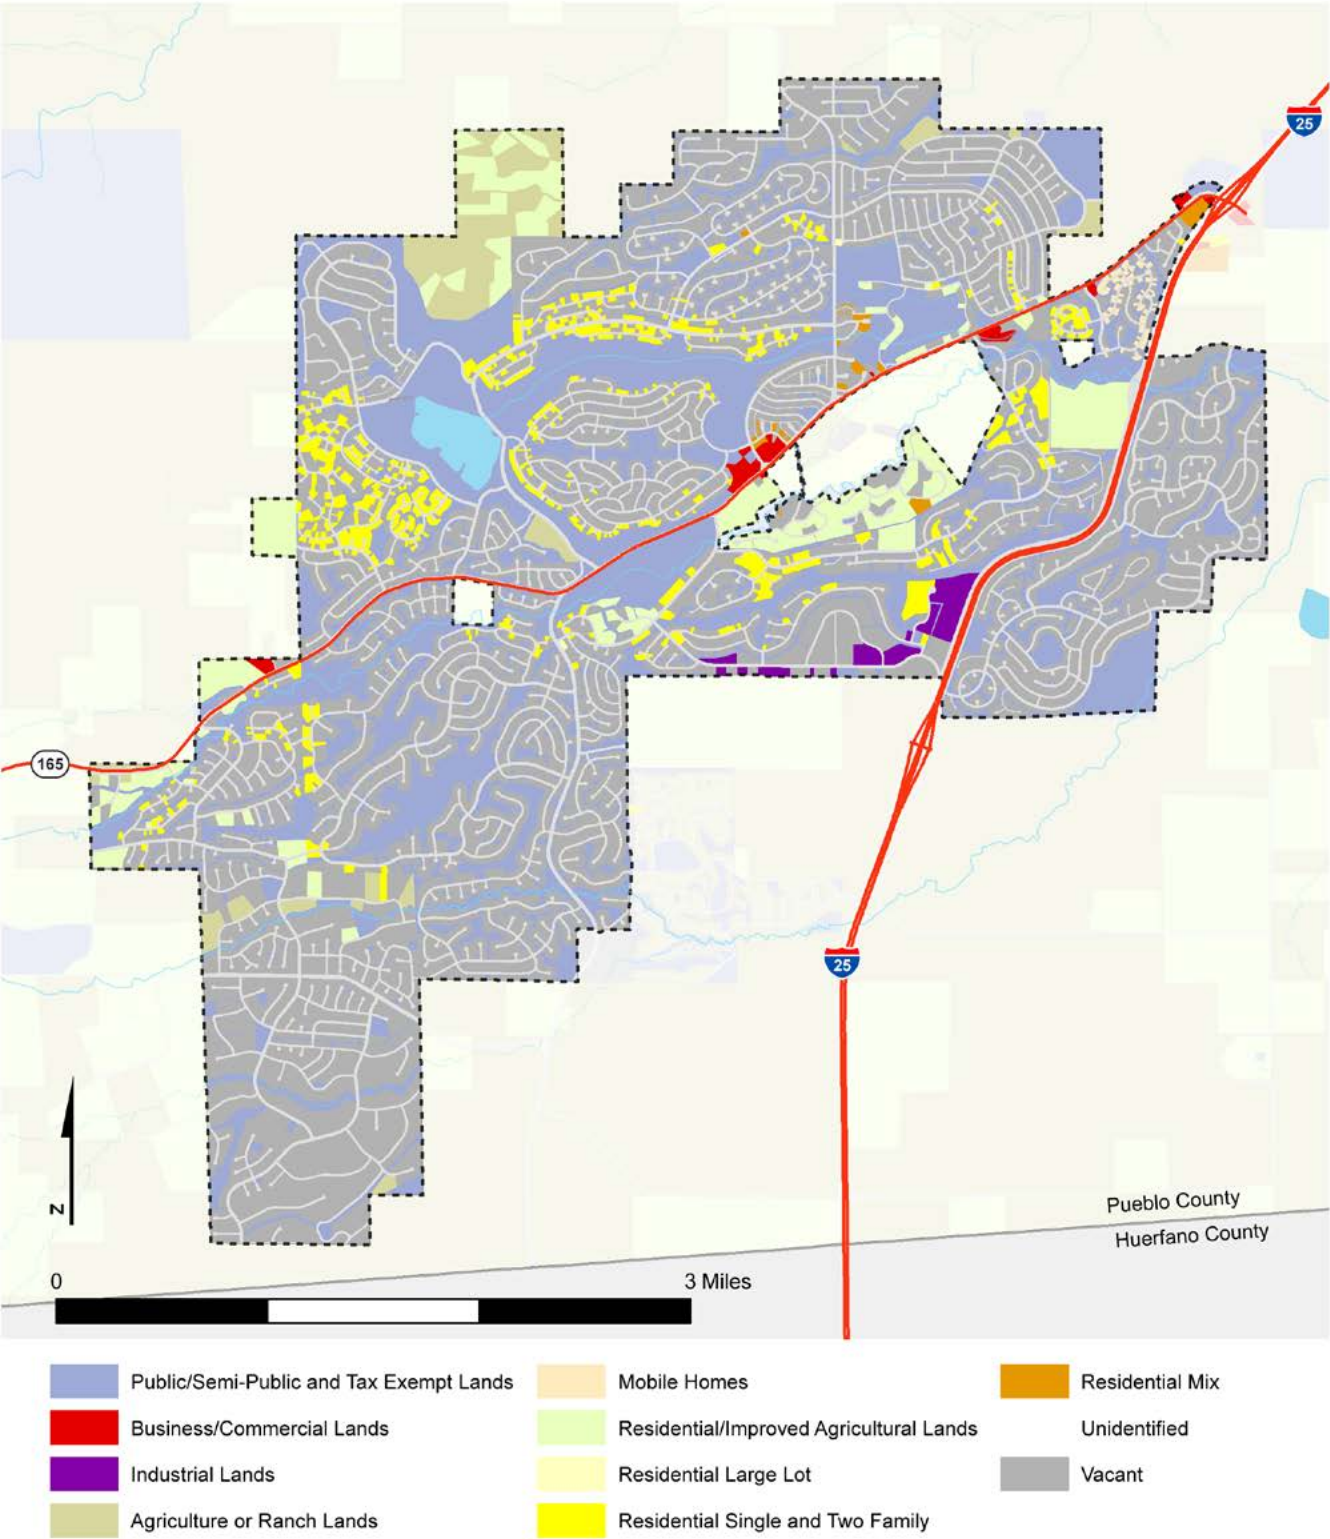 25
165
25
Pueblo County
Huerfano County
N
0 3 Miles
Public/Semi-Public and Tax Exempt Lands
Mobile Homes
Residential Mix
Business/Commercial Lands
Residential/Improved Agricultural Lands
Unidentified
Industrial Lands
Residential Large Lot
Vacant
Agriculture or Ranch Lands
Residential Single and Two Family